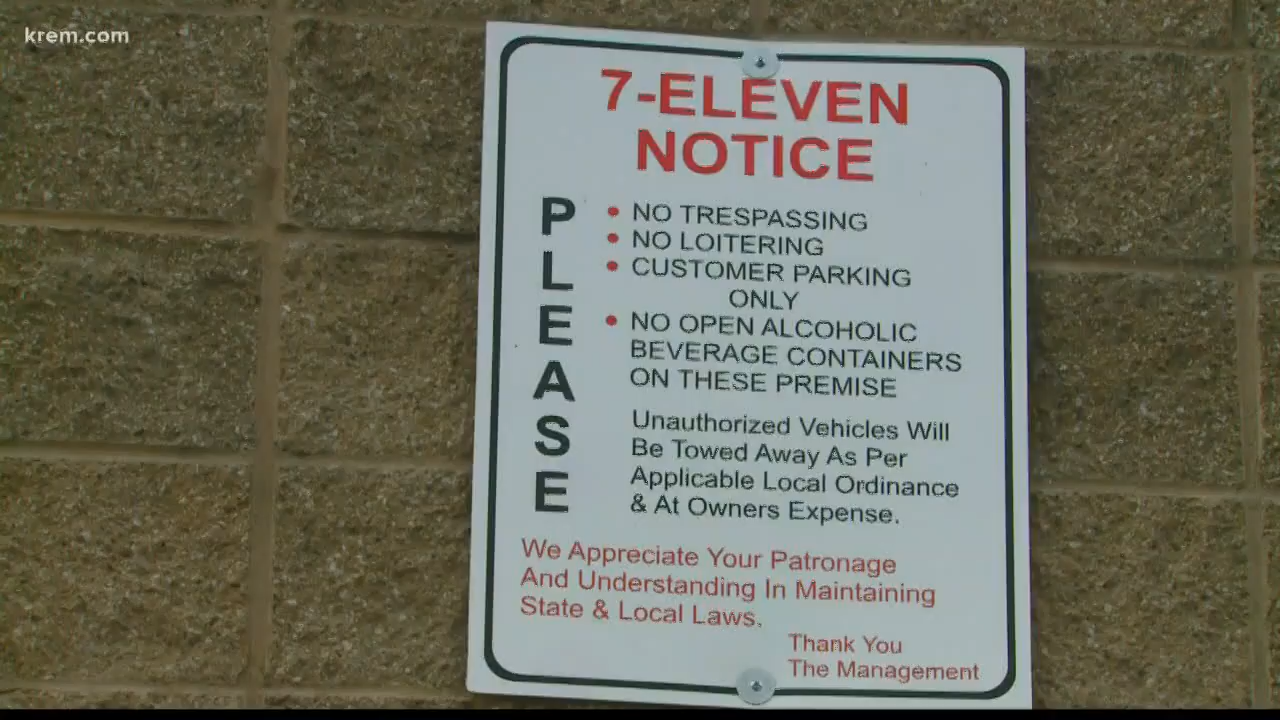 krem.com
7-ELEVEN
NOTICE
PLEASE
• NO TRESPASSING
• NO LOITERING
• CUSTOMER PARKING
ONLY
• NO OPEN ALCOHOLIC
BEVERAGE CONTAINERS
ON THESE PREMISE
Unauthorized Vehicles Will
Be Towed Away As Per
Applicable Local Ordinance
& At Owners Expense.
We Appreciate Your Patronage
And Understanding In Maintaining
State & Local Laws.
Thank You
The Management